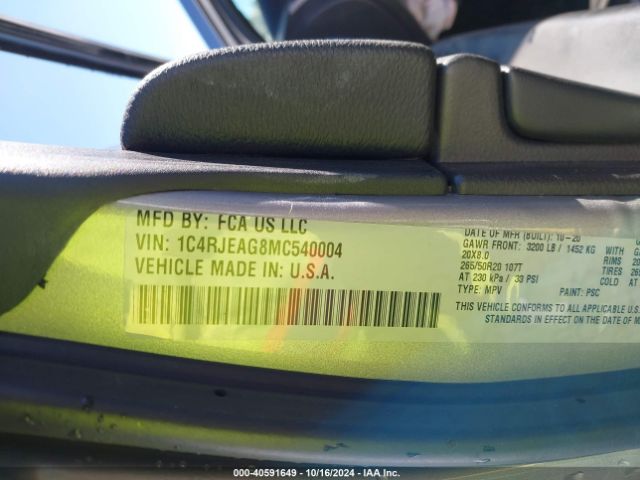 MFD BY: FCA US LLC
VIN: 1C4RJEAG8MC540004
VEHICLE MADE IN: U.S.A.
DATE OF MFR (BUILT): 10-20
GAWR FRONT: 3200 LB / 1452 KG WITH
20X8.0 RIMS
265/50R20 107T TIRES
AT 230 kPa / 33 PSI COLD
TYPE: MPV PAINT: PSC
THIS VEHICLE CONFORMS TO ALL APPLICABLE U.S.
STANDARDS IN EFFECT ON THE DATE OF
000-40591649 | 10/16/2024 - IAA Inc.